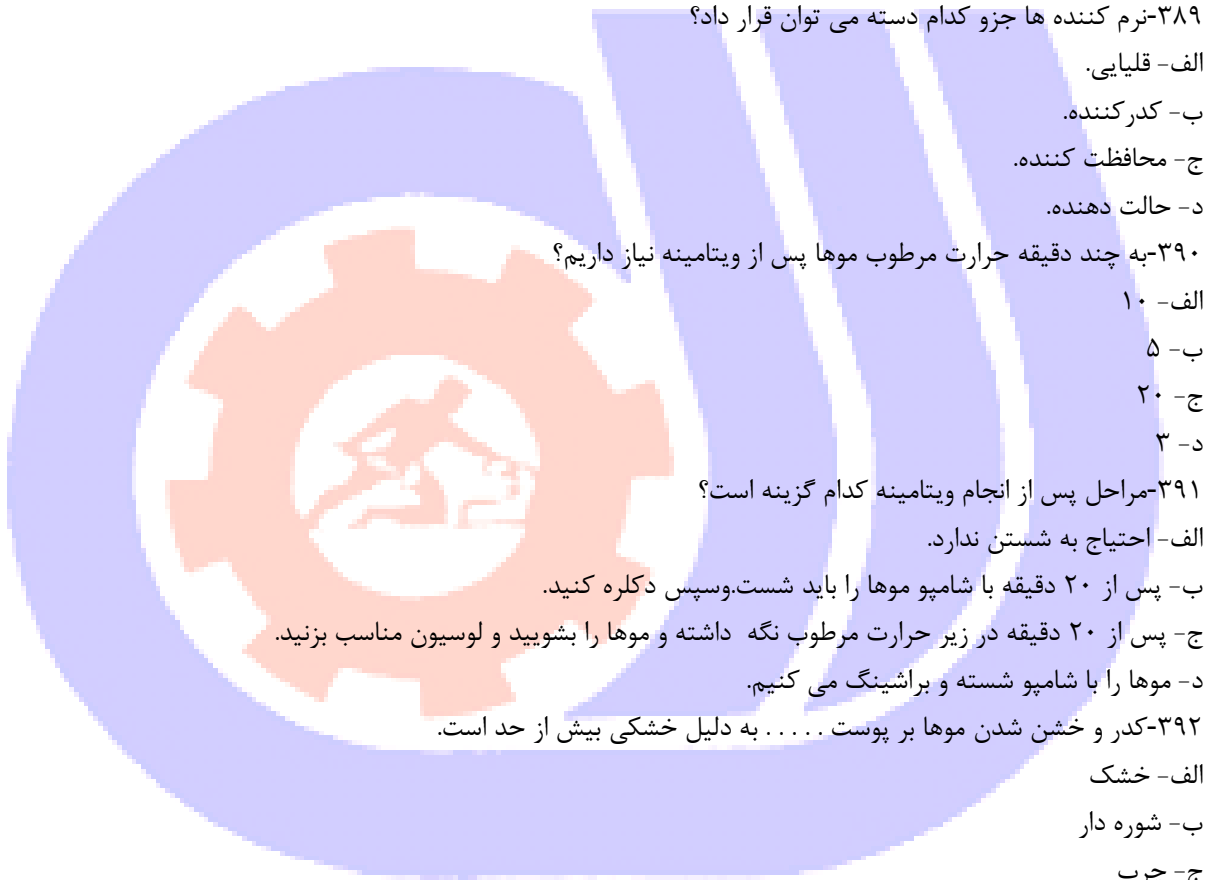 ۳۸۹-نرم کننده ها جزو کدام دسته می توان قرار داد؟
الف- قلیایی.
ب- کدرکننده.
ج- محافظت کننده.
د- حالت دهنده.
۳۹۰-به چند دقیقه حرارت مرطوب موها پس از ویتامینه نیاز داریم؟
الف- ۱۰
ب- ۵
ج- ۲۰
د- ۳
۳۹۱-مراحل پس از انجام ویتامینه کدام گزینه است؟
الف- احتیاج به شستن ندارد.
ب- پس از ۲۰ دقیقه با شامپو موها را باید شست.وسپس دکلره کنید.
ج- پس از ۲۰ دقیقه در زیر حرارت مرطوب نگه داشته و موها را بشویید و لوسیون مناسب بزنید.
د- موها را با شامپو شسته و براشینگ می کنیم.
۳۹۲-کدر و خشن شدن موها بر پوست . . . . . به دلیل خشکی بیش از حد است.
الف- خشک
ب- شوره دار
ج- چرب